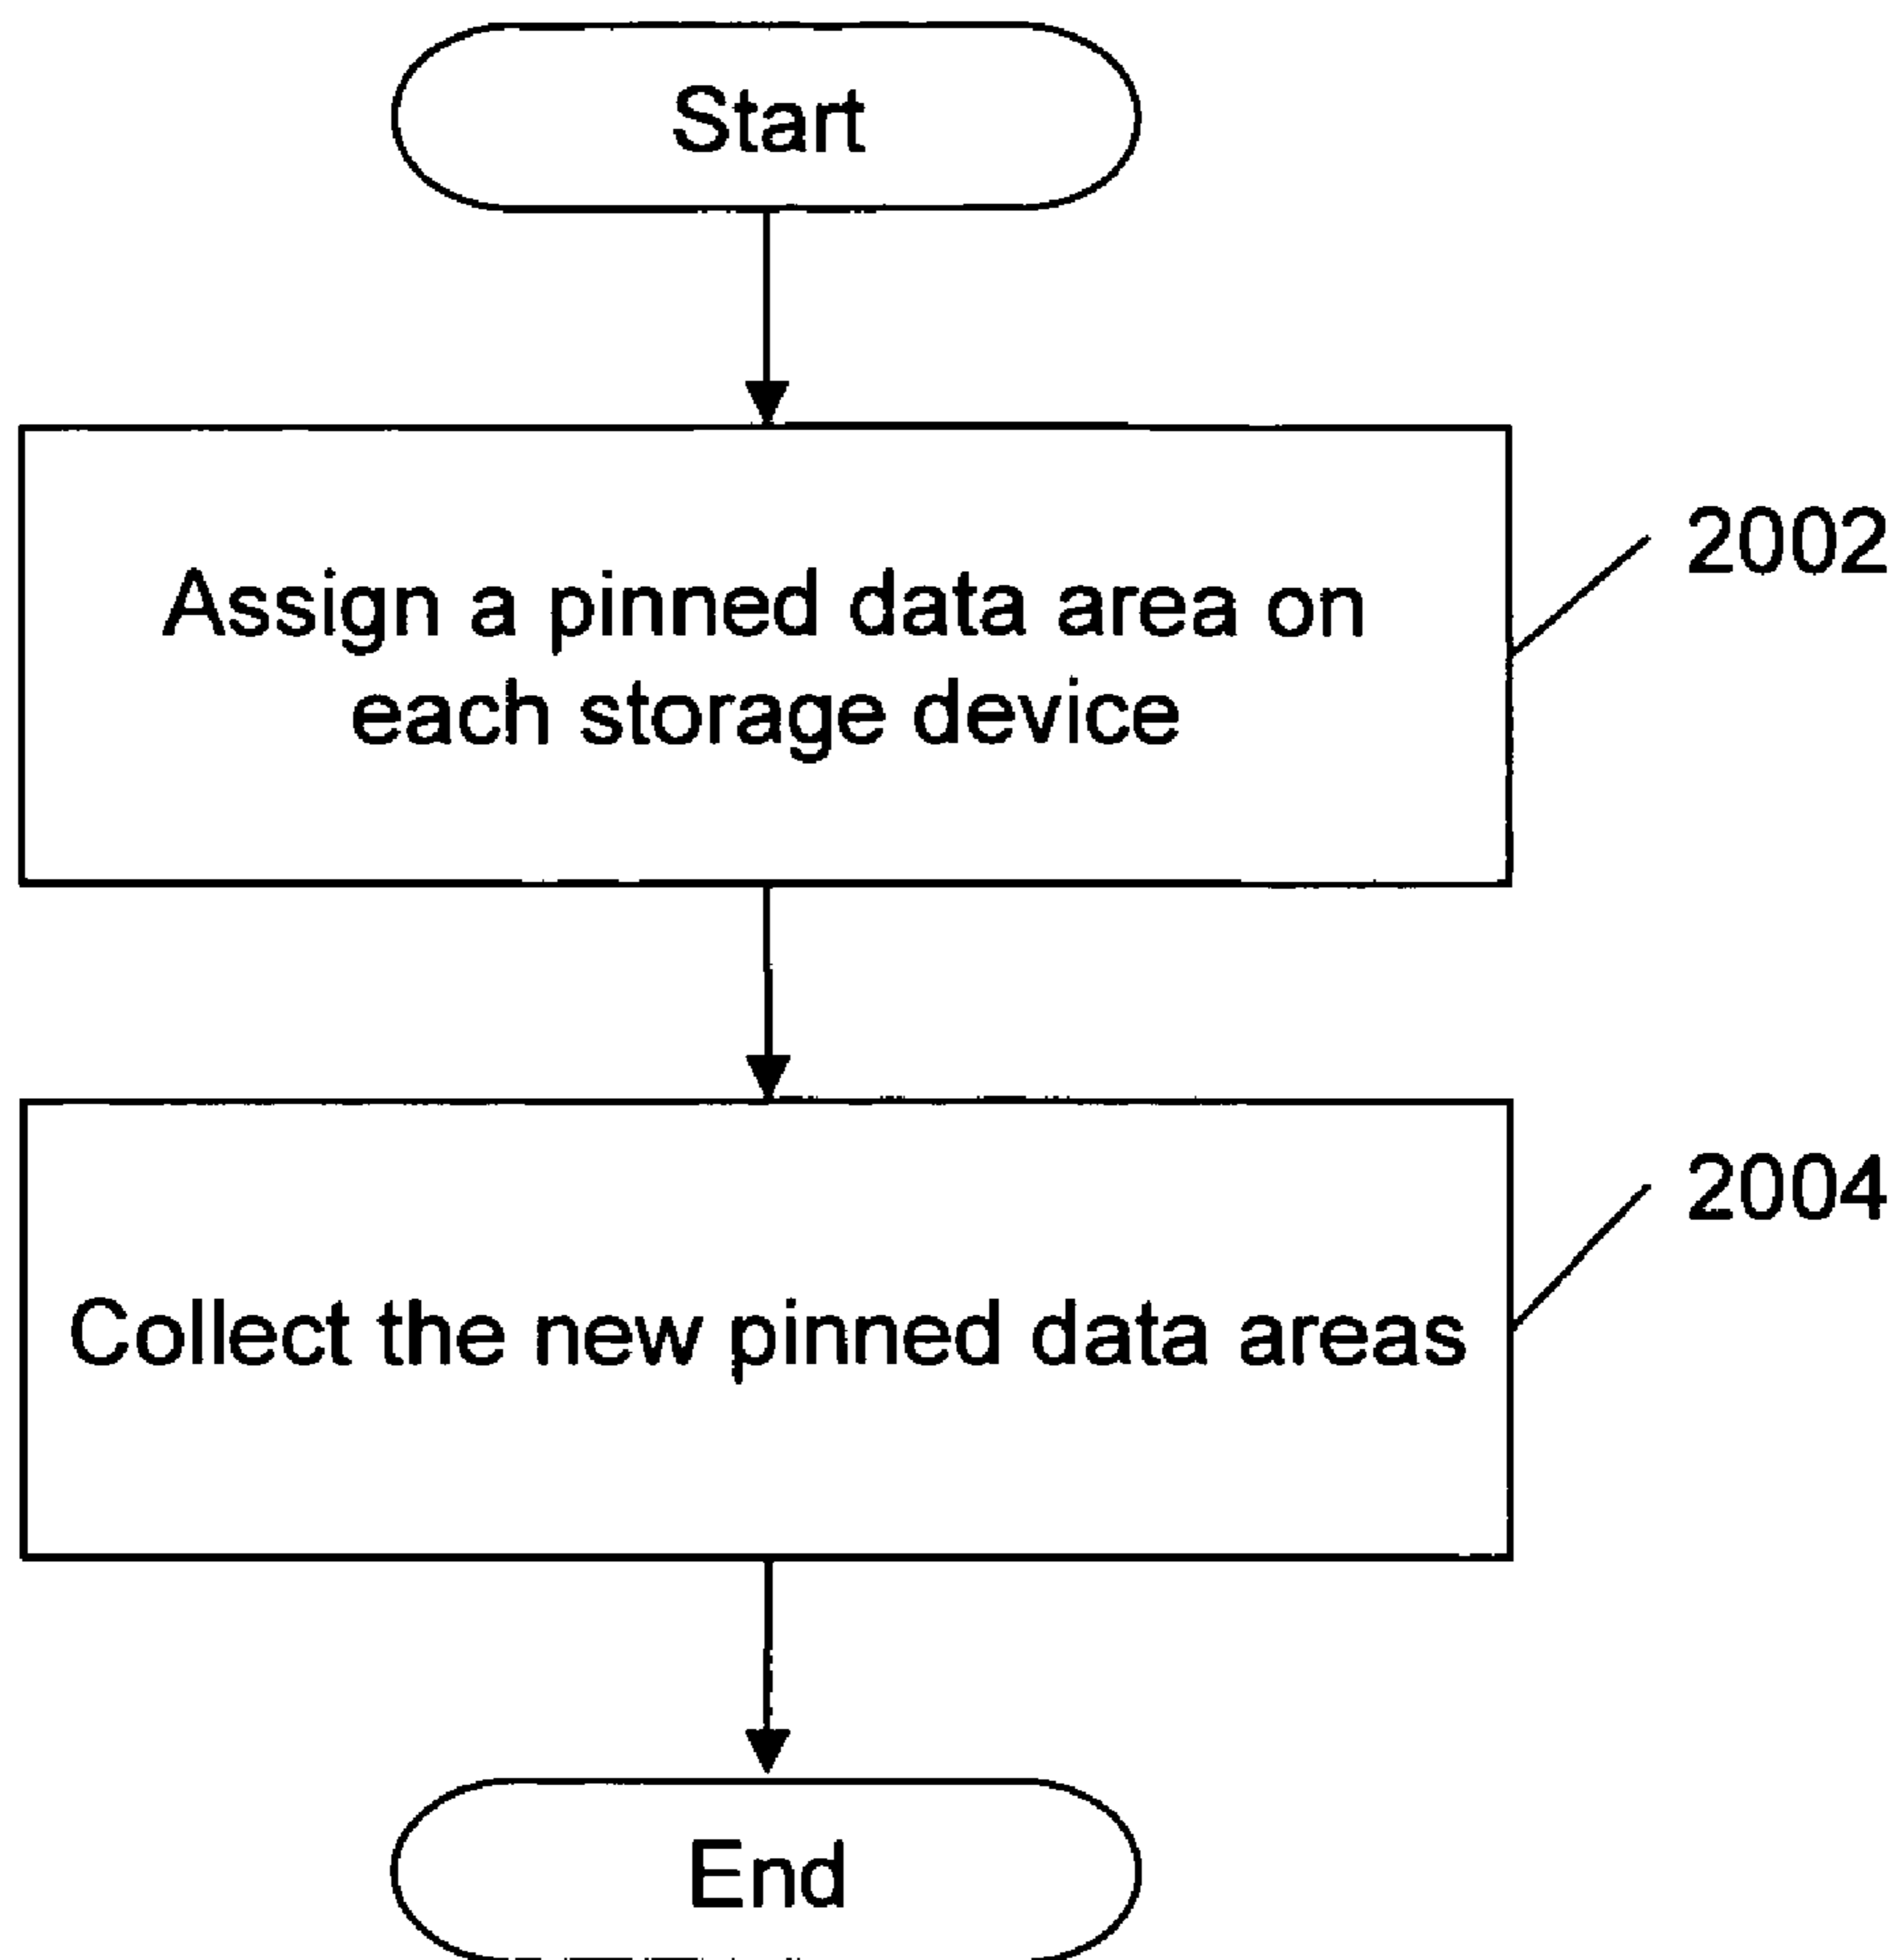 Start
Assign a pinned data area on
each storage device
2002
Collect the new pinned data areas
2004
End